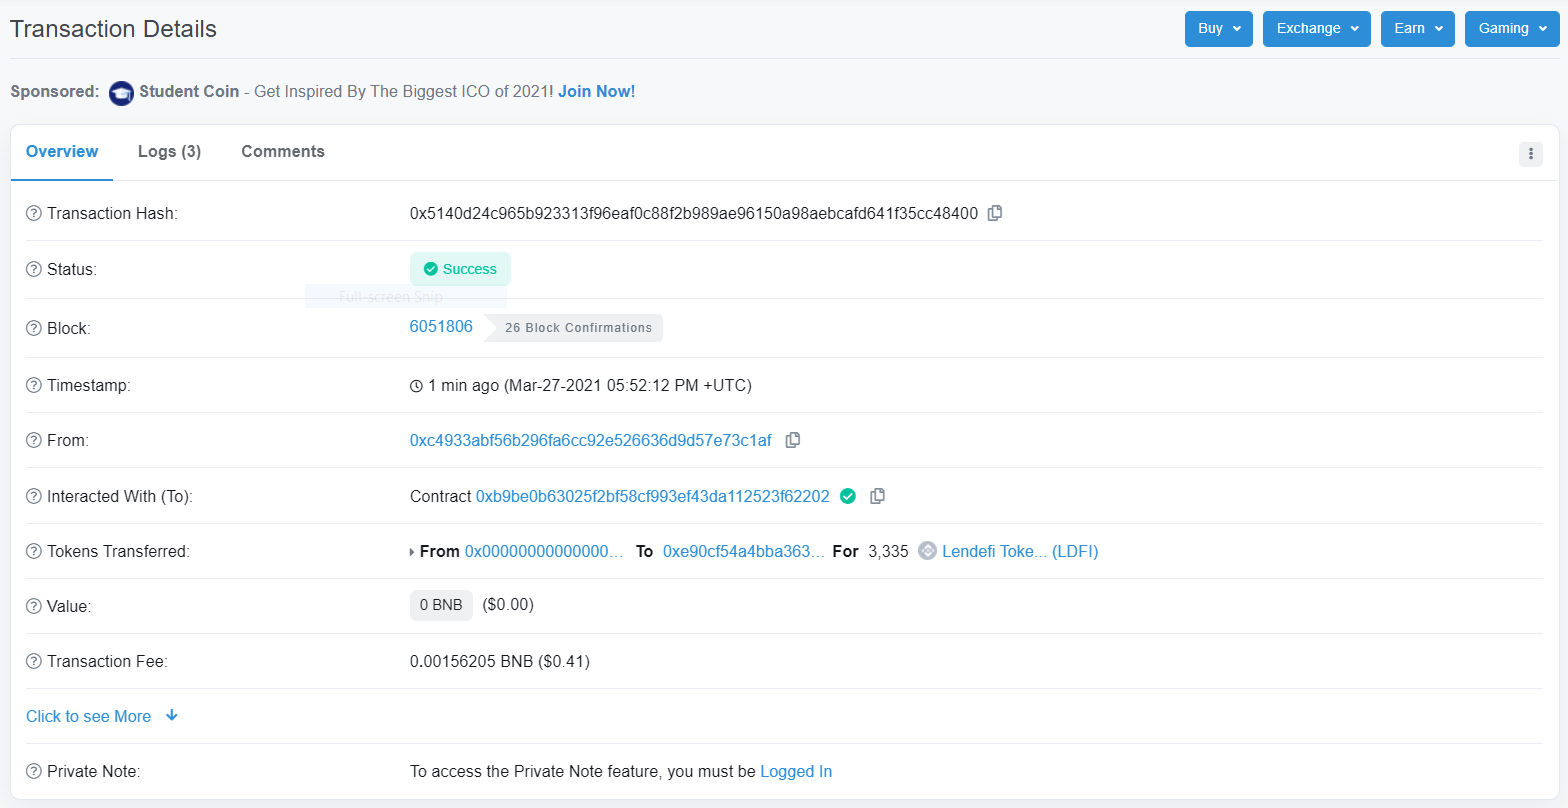 Transaction Details
Buy Exchange Earn Gaming
Sponsored: Student Coin - Get Inspired By The Biggest ICO of 2021! Join Now!
Overview Logs (3) Comments
Transaction Hash: 0x5140d24c965b923313f96eaf0c88f2b989ae96150a98aebcafd641f35cc48400
Status: Success
Full-screen Snip
Block: 6051806 26 Block Confirmations
Timestamp: 1 min ago (Mar-27-2021 05:52:12 PM +UTC)
From: 0xc4933abf56b296fa6cc92e526636d9d57e73c1af
Interacted With (To): Contract 0xb9be0b63025f2bf58cf993ef43da112523f62202
Tokens Transferred: From 0x00000000000000... To 0xe90cf54a4bba363... For 3,335 Lendefi Toke... (LDFI)
Value: 0 BNB ($0.00)
Transaction Fee: 0.00156205 BNB ($0.41)
Click to see More
Private Note: To access the Private Note feature, you must be Logged In